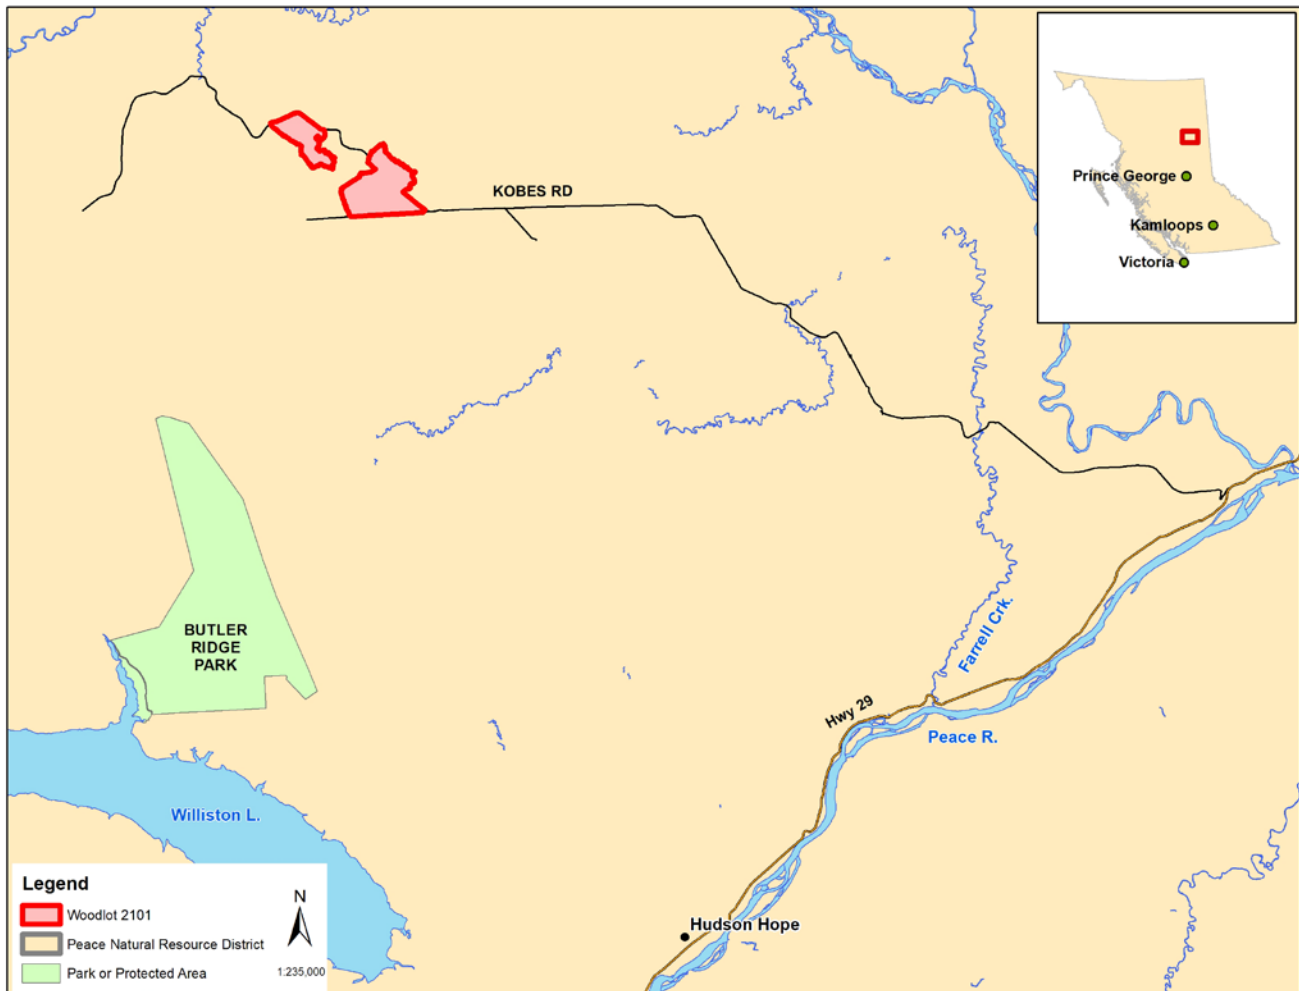 KOBES RD
Prince George
Kamloops
Victoria
BUTLER
RIDGE
PARK
Farrell Crk.
Hwy 29
Peace R.
Williston L.
Hudson Hope
Legend
N
Woodlot 2101
Peace Natural Resource District
Park or Protected Area
1:235,000